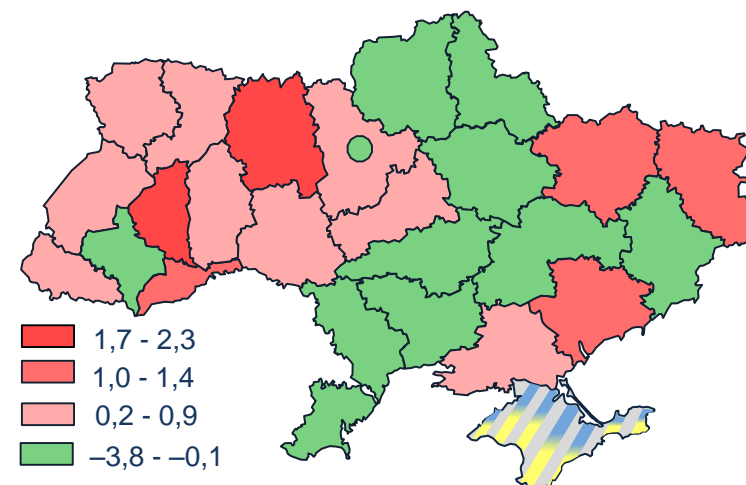 1,7 - 2,3
1,0 - 1,4
0,2 - 0,9
–3,8 - –0,1